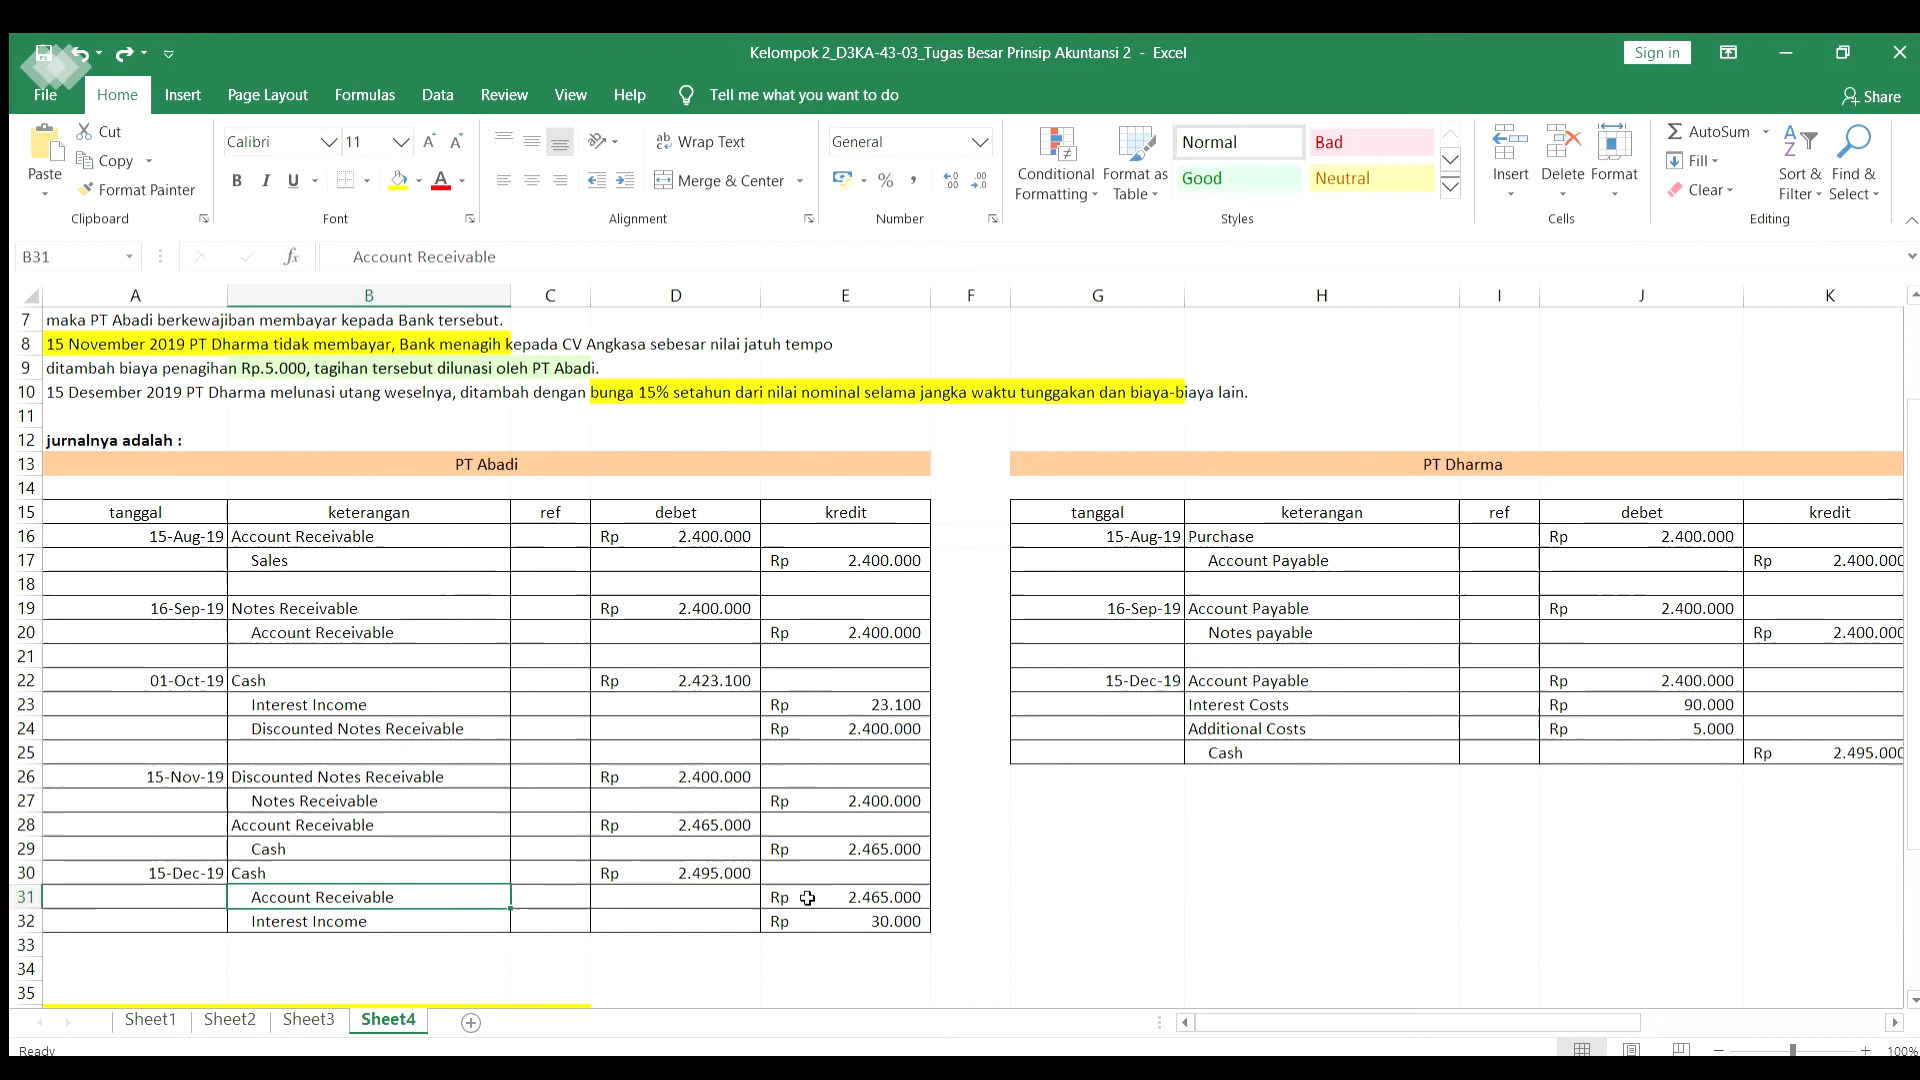 Kelompok 2_D3KA-43-03_Tugas Besar Prinsip Akuntansi 2 - Excel
Sign in
File Home Insert Page Layout Formulas Data Review View Help Tell me what you want to do
Share
Paste
Cut
Copy
Format Painter
Clipboard
Calibri 11
B I U
Font
Wrap Text
Merge & Center
Alignment
General
Number
Conditional Formatting
Format as Table
Normal Bad
Good Neutral
Styles
Insert Delete Format
Cells
AutoSum
Fill
Clear
Sort & Filter
Find & Select
Editing
B31 fx Account Receivable
A B C D E F G H I J K
7 maka PT Abadi berkewajiban membayar kepada Bank tersebut.
8 15 November 2019 PT Dharma tidak membayar, Bank menagih kepada CV Angkasa sebesar nilai jatuh tempo
9 ditambah biaya penagihan Rp.5.000, tagihan tersebut dilunasi oleh PT Abadi.
10 15 Desember 2019 PT Dharma melunasi utang weselnya, ditambah dengan bunga 15% setahun dari nilai nominal selama jangka waktu tunggakan dan biaya-biaya lain.
11
12 jurnalnya adalah :
13 PT Abadi PT Dharma
14
15 tanggal keterangan ref debet kredit tanggal keterangan ref debet kredit
16 15-Aug-19 Account Receivable Rp 2.400.000 15-Aug-19 Purchase Rp 2.400.000
17 Sales Rp 2.400.000 Account Payable Rp 2.400.000
18
19 16-Sep-19 Notes Receivable Rp 2.400.000 16-Sep-19 Account Payable Rp 2.400.000
20 Account Receivable Rp 2.400.000 Notes payable Rp 2.400.000
21
22 01-Oct-19 Cash Rp 2.423.100 15-Dec-19 Account Payable Rp 2.400.000
23 Interest Income Rp 23.100 Interest Costs Rp 90.000
24 Discounted Notes Receivable Rp 2.400.000 Additional Costs Rp 5.000
25 Cash Rp 2.495.000
26 15-Nov-19 Discounted Notes Receivable Rp 2.400.000
27 Notes Receivable Rp 2.400.000
28 Account Receivable Rp 2.465.000
29 Cash Rp 2.465.000
30 15-Dec-19 Cash Rp 2.495.000
31 Account Receivable Rp 2.465.000
32 Interest Income Rp 30.000
33
34
35
Sheet1 Sheet2 Sheet3 Sheet4
Ready 100%